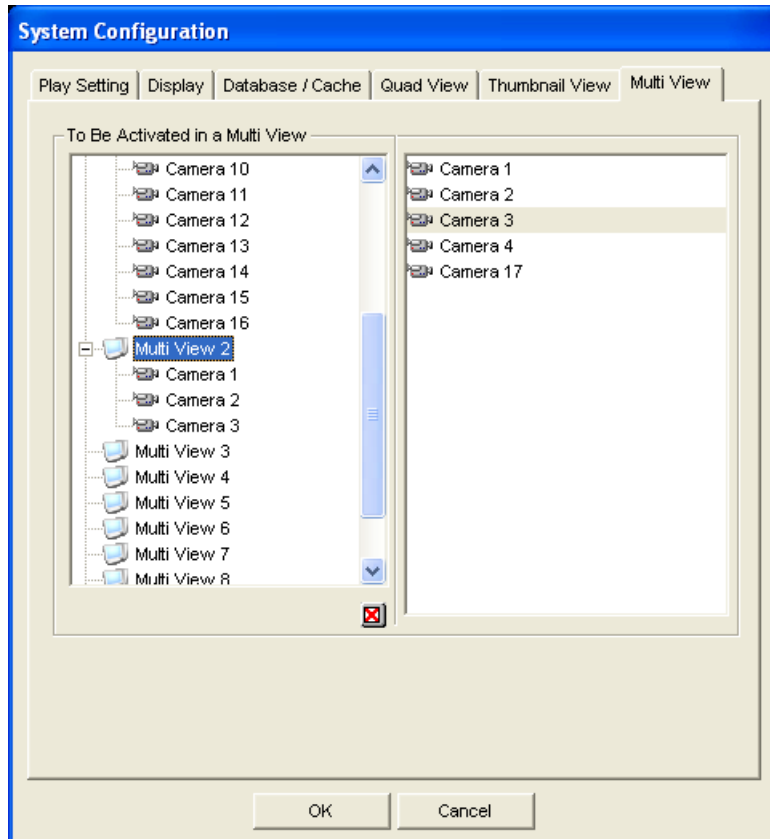 System Configuration
Play Setting Display Database / Cache Quad View Thumbnail View Multi View
To Be Activated in a Multi View
Camera 10
Camera 11
Camera 12
Camera 13
Camera 14
Camera 15
Camera 16
Multi View 2
Camera 1
Camera 2
Camera 3
Multi View 3
Multi View 4
Multi View 5
Multi View 6
Multi View 7
Multi View 8
Camera 1
Camera 2
Camera 3
Camera 4
Camera 17
OK Cancel